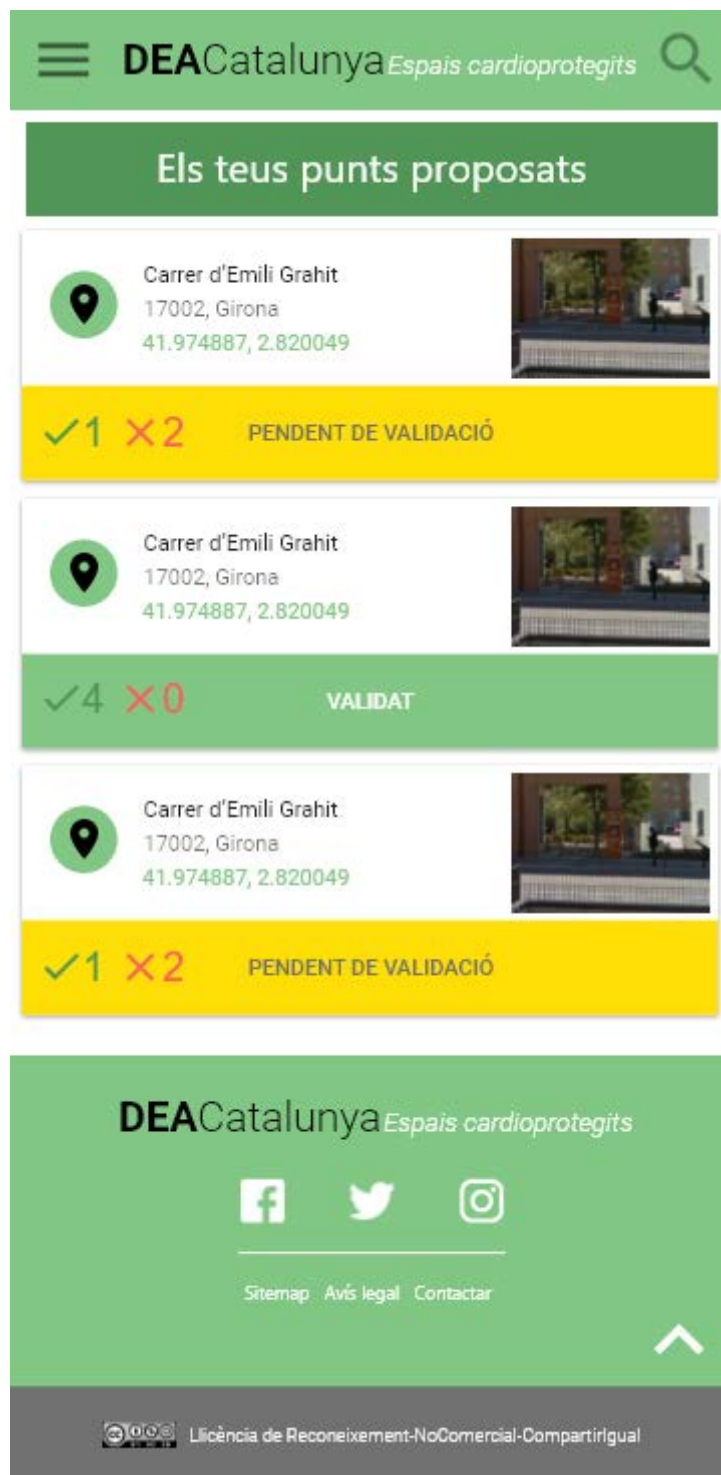 DEACatalunya Espais cardioprotegits
Els teus punts proposats
Carrer d'Emili Grahit
17002, Girona
41.974887, 2.820049
1 2 PENDENT DE VALIDACIÓ
Carrer d'Emili Grahit
17002, Girona
41.974887, 2.820049
4 0 VALIDAT
Carrer d'Emili Grahit
17002, Girona
41.974887, 2.820049
1 2 PENDENT DE VALIDACIÓ
DEACatalunya Espais cardioprotegits
Sitemap Avís legal Contactar
Llicència de Reconeixement-NoComercial-CompartirIgual